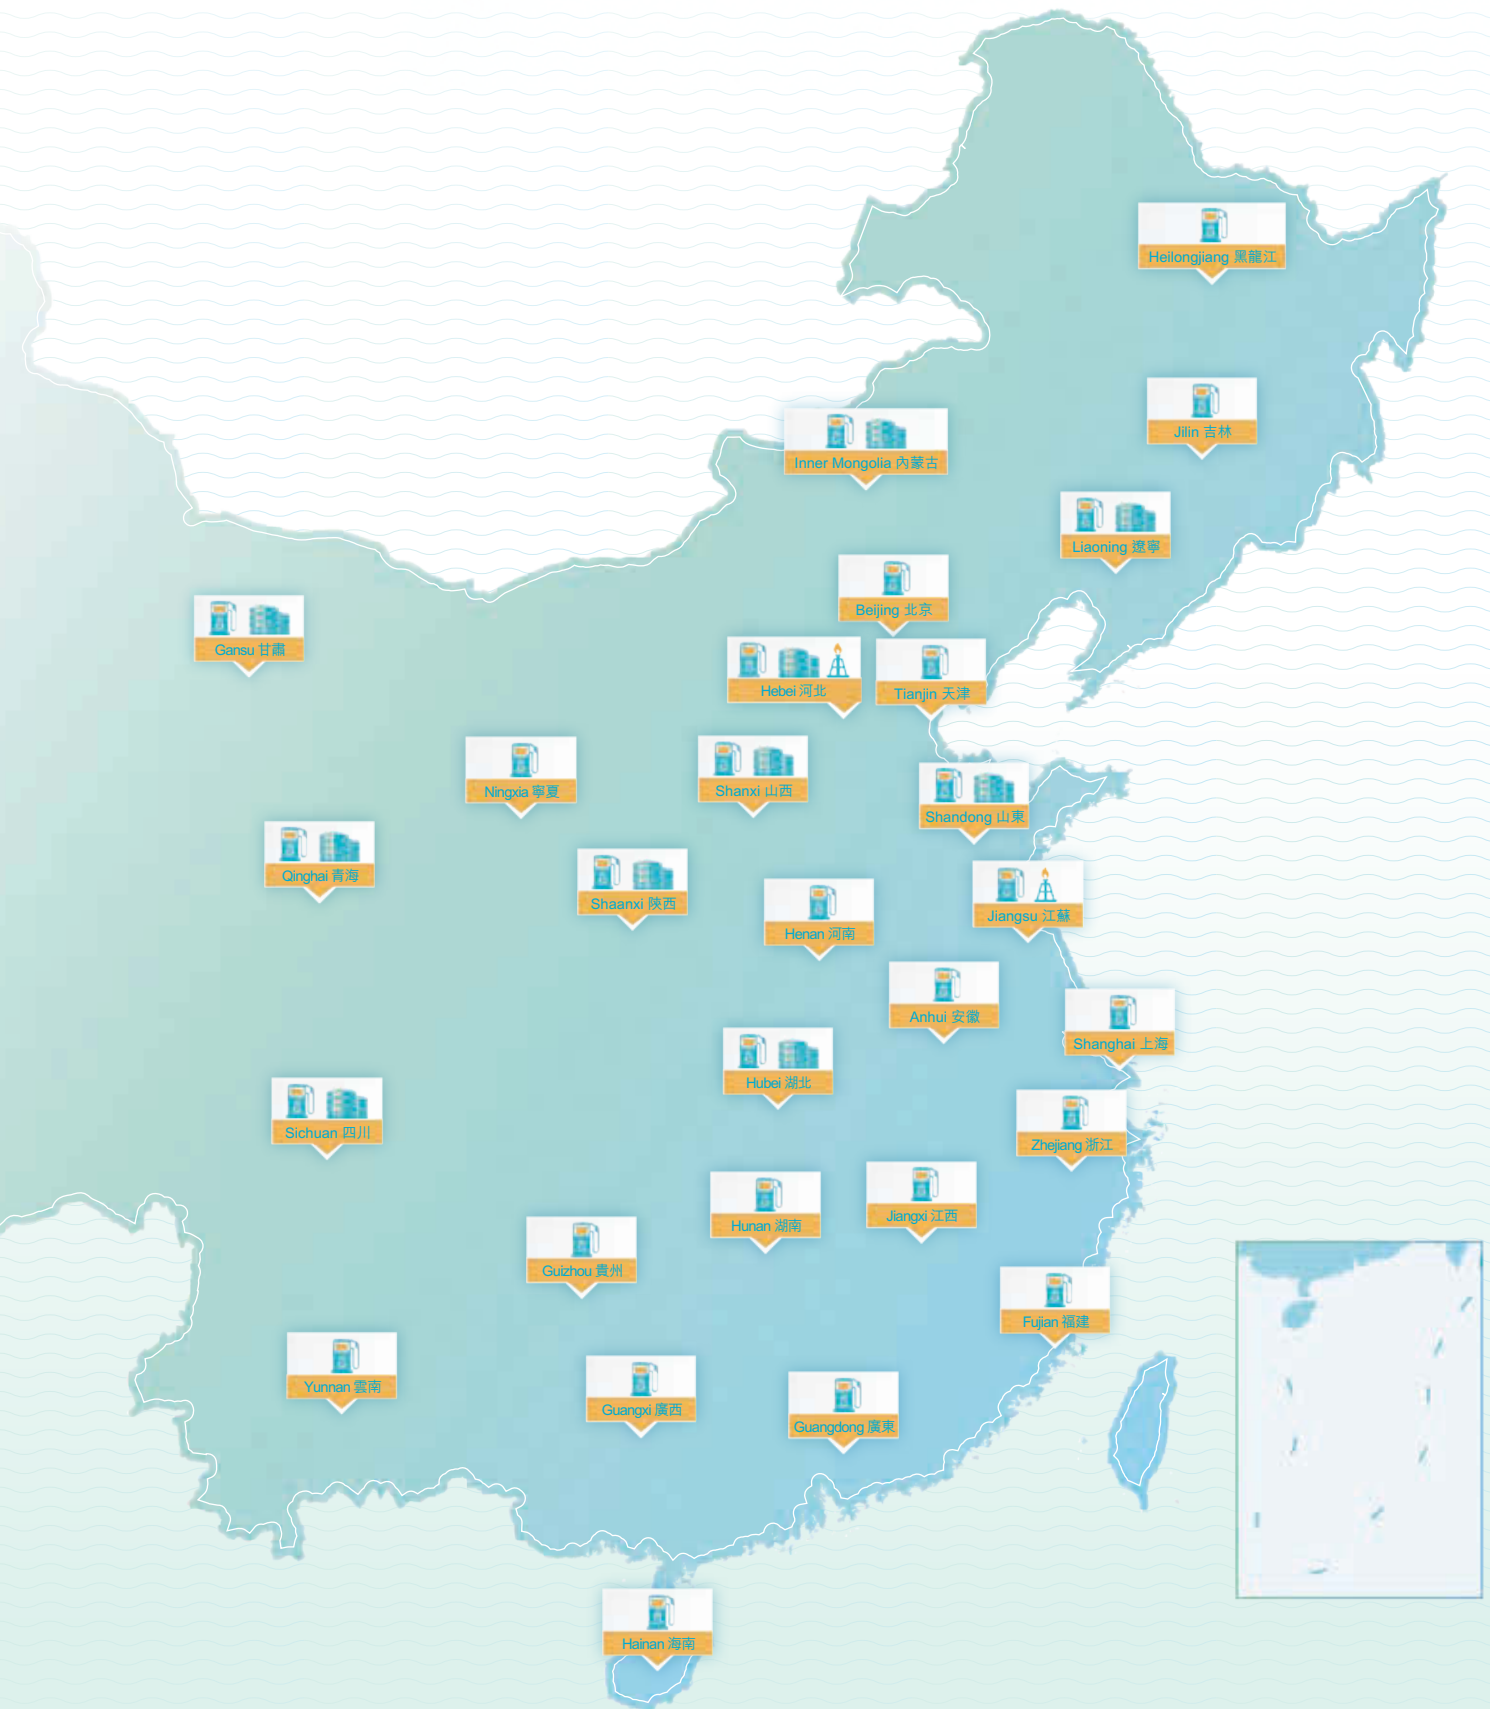 Heilongjiang 黑龍江
Jilin 吉林
Inner Mongolia 內蒙古
Liaoning 遼寧
Beijing 北京
Gansu 甘肅
Hebei 河北
Tianjin 天津
Ningxia 寧夏
Shanxi 山西
Shandong 山東
Qinghai 青海
Shaanxi 陝西
Jiangsu 江蘇
Henan 河南
Anhui 安徽
Shanghai 上海
Hubei 湖北
Sichuan 四川
Zhejiang 浙江
Hunan 湖南
Jiangxi 江西
Guizhou 貴州
Fujian 福建
Yunnan 雲南
Guangxi 廣西
Guangdong 廣東
Hainan 海南